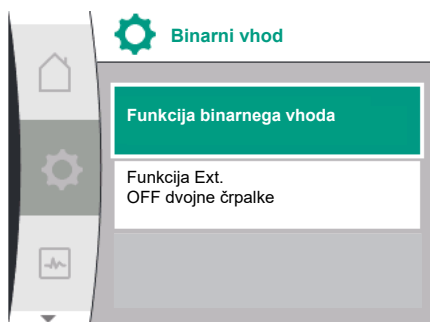 Binarni vhod
Funkcija binarnega vhoda
Funkcija Ext.
OFF dvojne črpalke